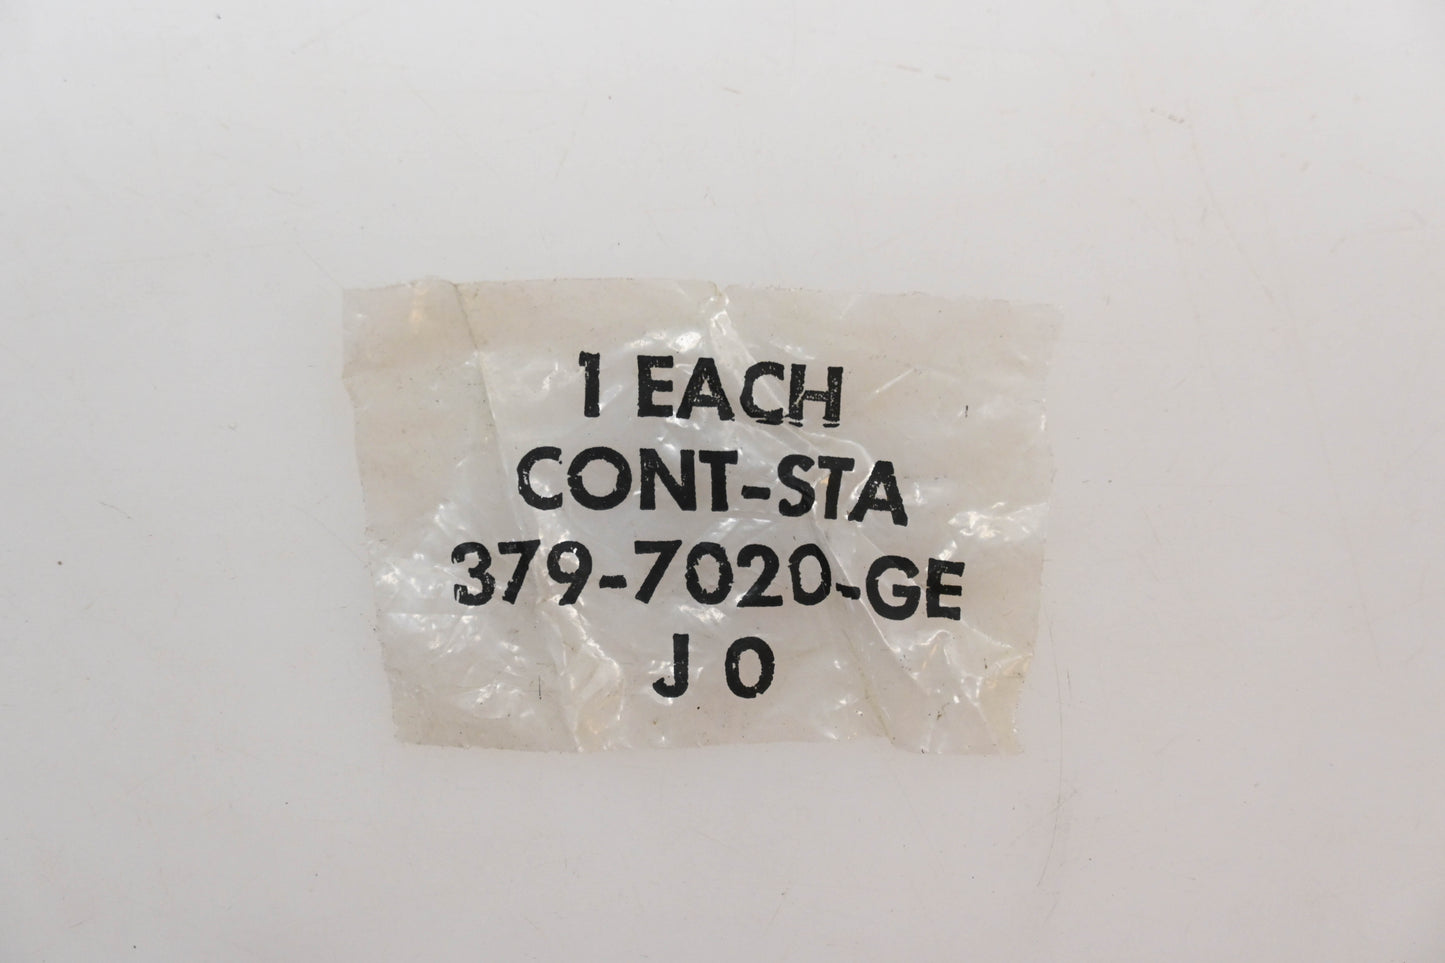 1 EACH
CONT-STA
379-7020-GE
J 0